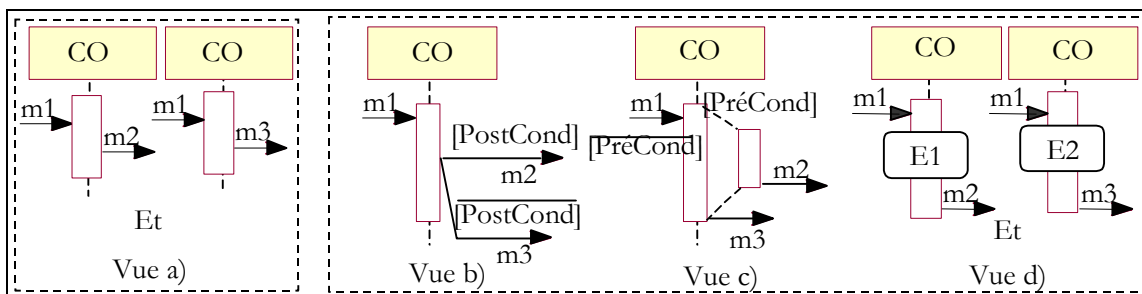 CO CO
m1 m1
m2 m3
Et
Vue a)
CO
m1
[PostCond]
m2
[PostCond]
m3
Vue b)
CO
m1 [PréCond]
[PréCond]
m2
m3
Vue c)
CO CO
m1 m1
E1 E2
m2 m3
Et
Vue d)